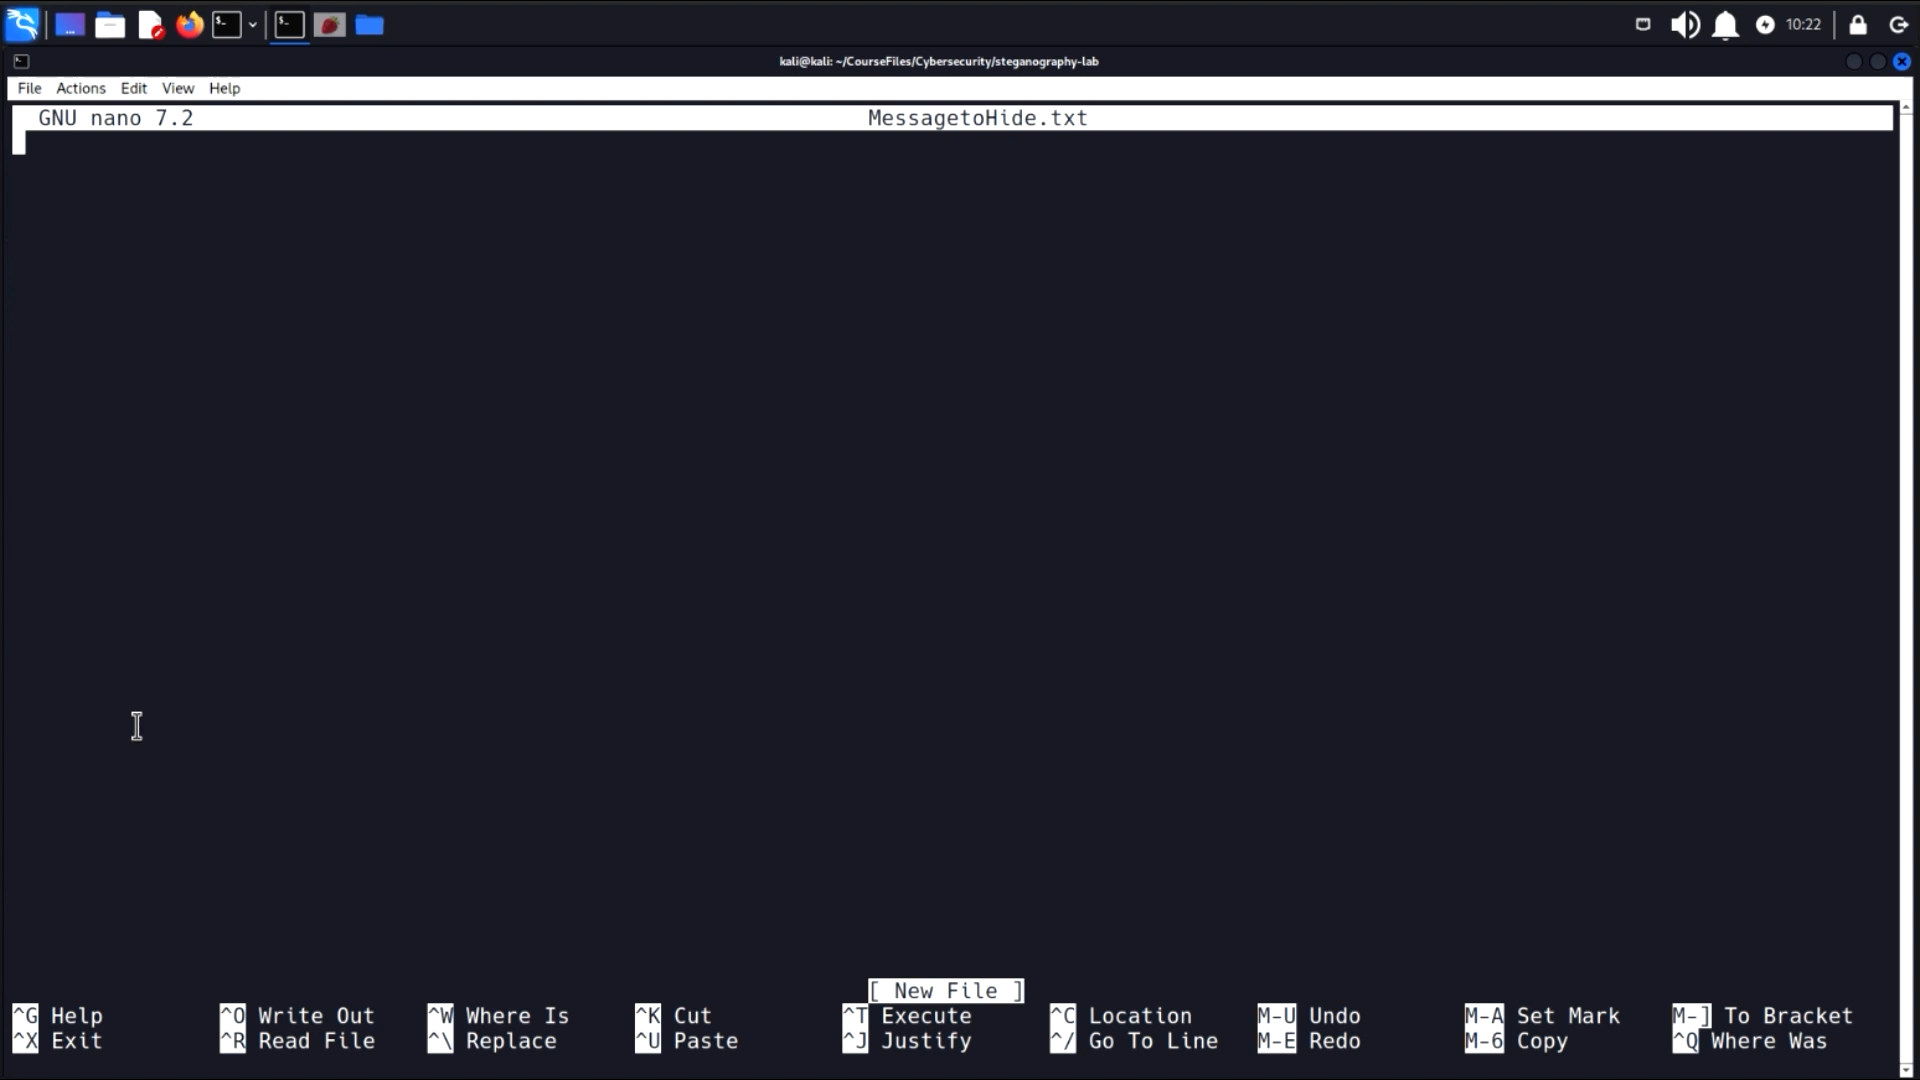 10:22
kali@kali: ~/CourseFiles/Cybersecurity/steganography-lab
File Actions Edit View Help
GNU nano 7.2 MessagetoHide.txt
[ New File ]
^G Help ^O Write Out ^W Where Is ^K Cut ^T Execute ^C Location M-U Undo M-A Set Mark M-] To Bracket
^X Exit ^R Read File ^\ Replace ^U Paste ^J Justify ^/ Go To Line M-E Redo M-6 Copy ^Q Where Was